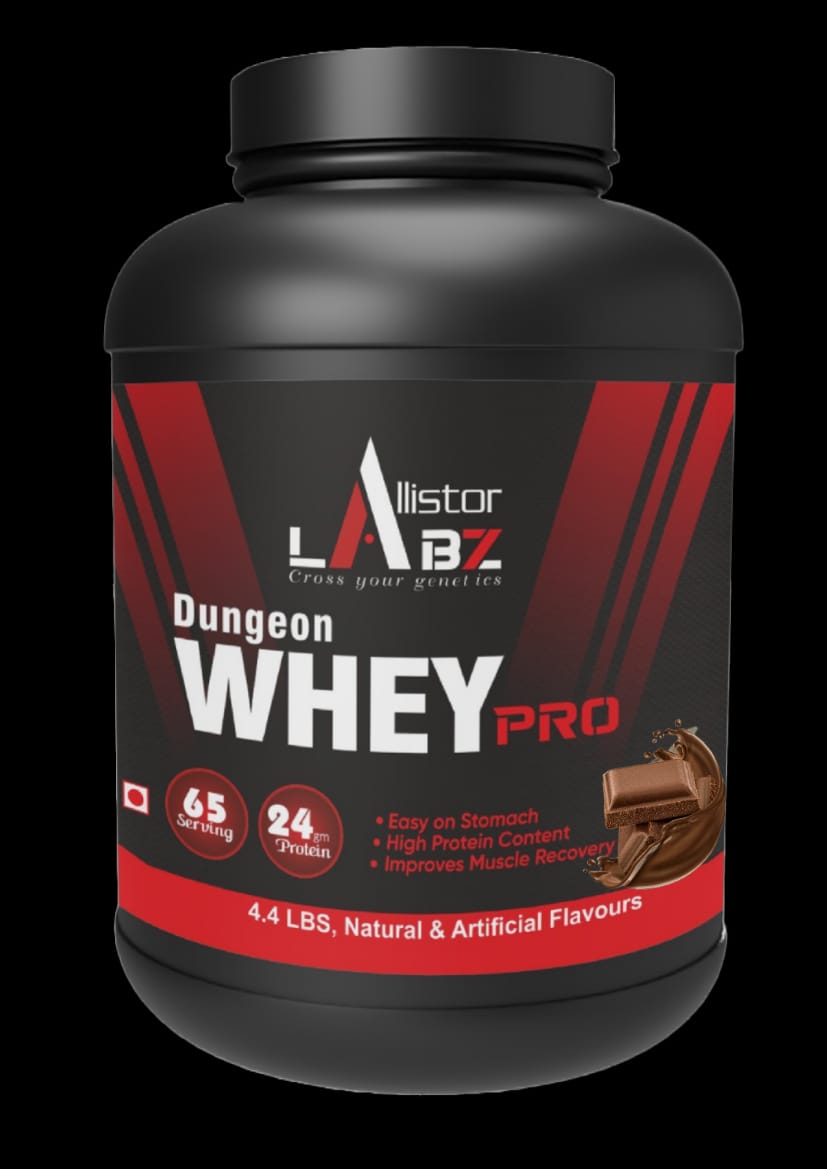 Allistor
LABZ
Cross your genetics
Dungeon
WHEY PRO
65
Serving
24gm
Protein
• Easy on Stomach
• High Protein Content
• Improves Muscle Recovery
4.4 LBS, Natural & Artificial Flavours